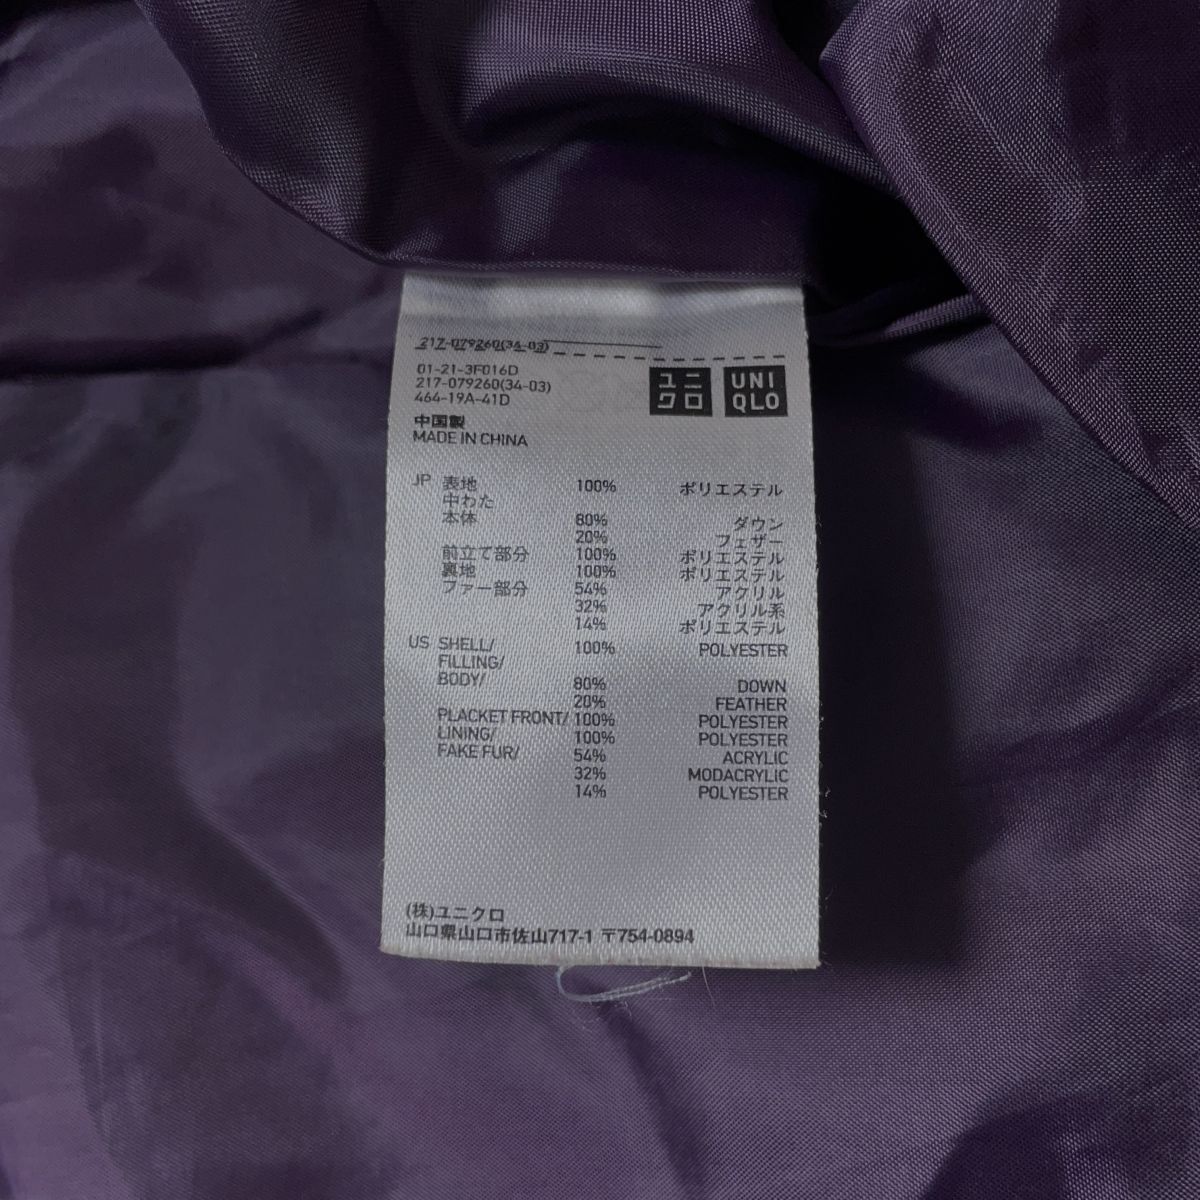 217-079260(34-03)
01-21-3F016D
217-079260(34-03)
464-19A-41D
ユニ
クロ
UNI
QLO
中国製
MADE IN CHINA
JP 表地 100% ポリエステル
中わた
本体 80% ダウン
20% フェザー
前立て部分 100% ポリエステル
裏地 100% ポリエステル
ファー部分 54% アクリル
32% アクリル系
14% ポリエステル
US SHELL/ 100% POLYESTER
FILLING/
BODY/ 80% DOWN
20% FEATHER
PLACKET FRONT/ 100% POLYESTER
LINING/ 100% POLYESTER
FAKE FUR/ 54% ACRYLIC
32% MODACRYLIC
14% POLYESTER
(株)ユニクロ
山口県山口市佐山717-1 〒754-0894